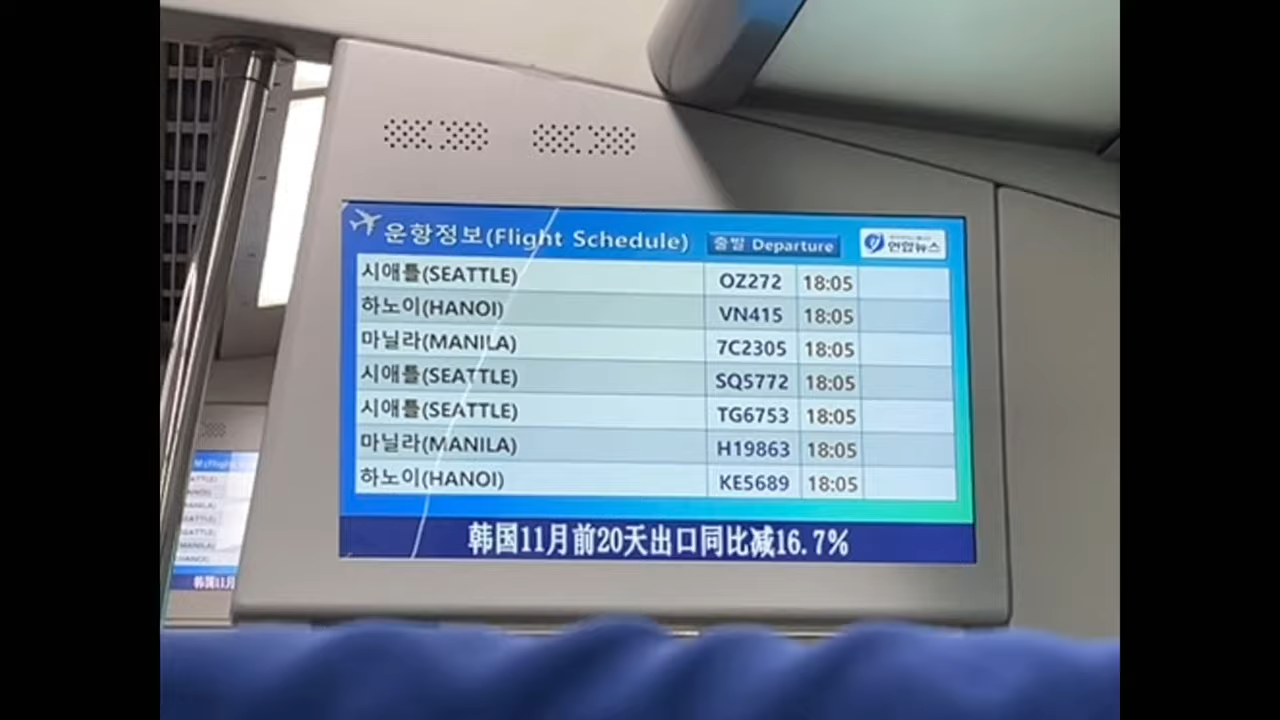 운항정보(Flight Schedule) 출발 Departure 연합뉴스
시애틀(SEATTLE) OZ272 18:05
하노이(HANOI) VN415 18:05
마닐라(MANILA) 7C2305 18:05
시애틀(SEATTLE) SQ5772 18:05
시애틀(SEATTLE) TG6753 18:05
마닐라(MANILA) H19863 18:05
하노이(HANOI) KE5689 18:05
韩国11月前20天出口同比减16.7%